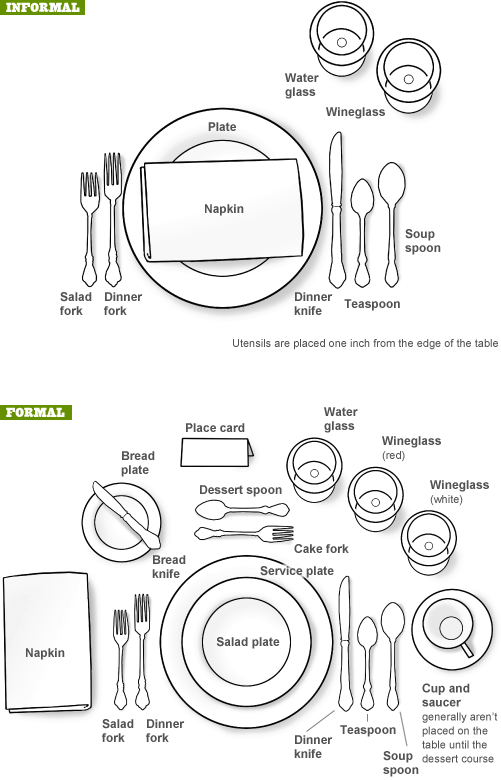 INFORMAL
Water
glass
Wineglass
Plate
Napkin
Soup
spoon
Salad
fork
Dinner
fork
Dinner
knife
Teaspoon
Utensils are placed one inch from the edge of the table
FORMAL
Water
glass
Place card
Wineglass
(red)
Bread
plate
Wineglass
(white)
Dessert spoon
Cake fork
Bread
knife
Service plate
Napkin
Salad plate
Cup and
saucer
generally aren't
placed on the
table until the
dessert course
Salad
fork
Dinner
fork
Teaspoon
Dinner
knife
Soup
spoon